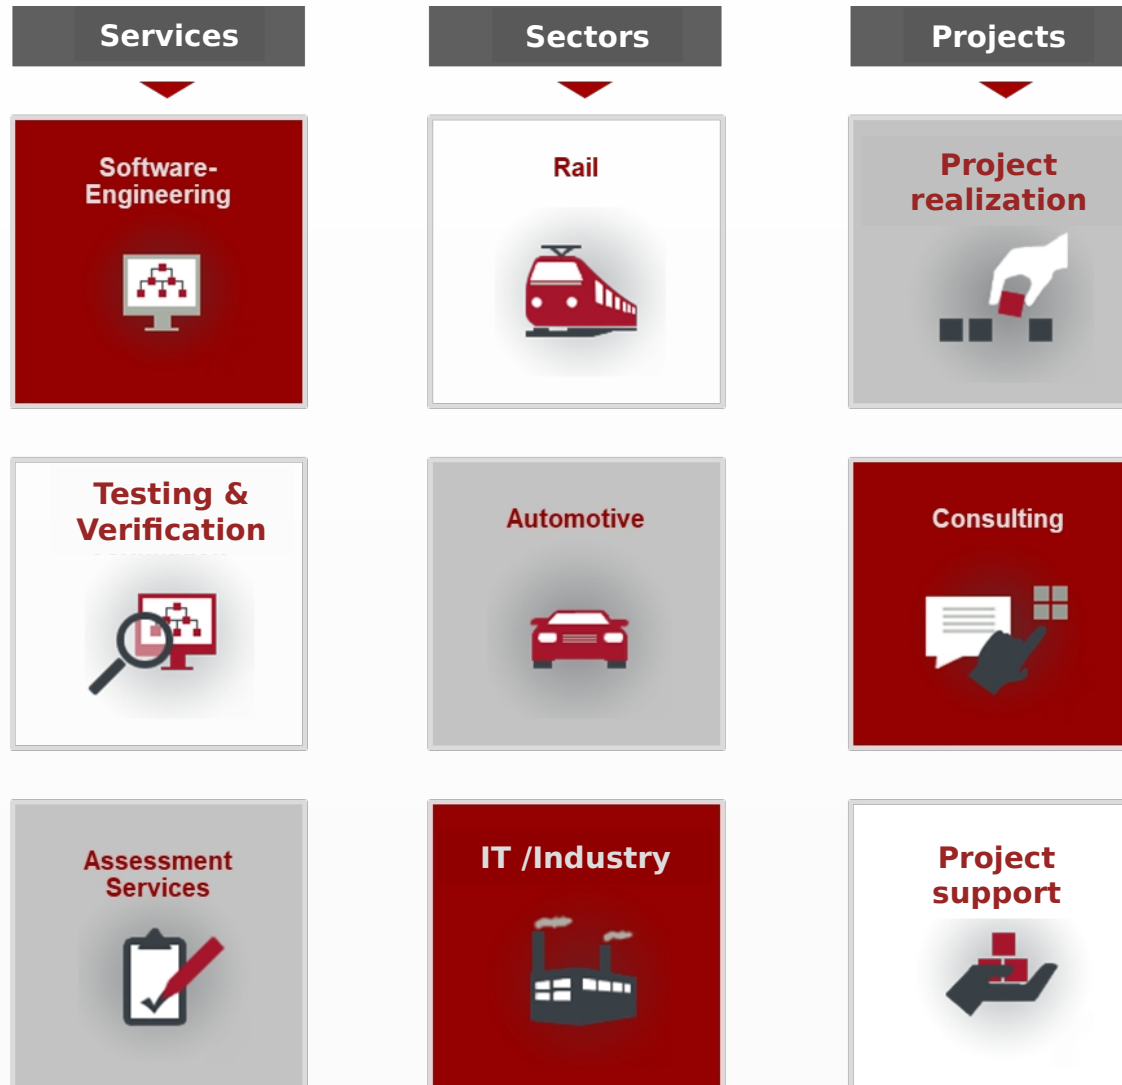 Services
Sectors
Projects
Software-
Engineering
Rail
Project
realization
Testing &
Verification
Automotive
Consulting
Assessment
Services
IT /Industry
Project
support